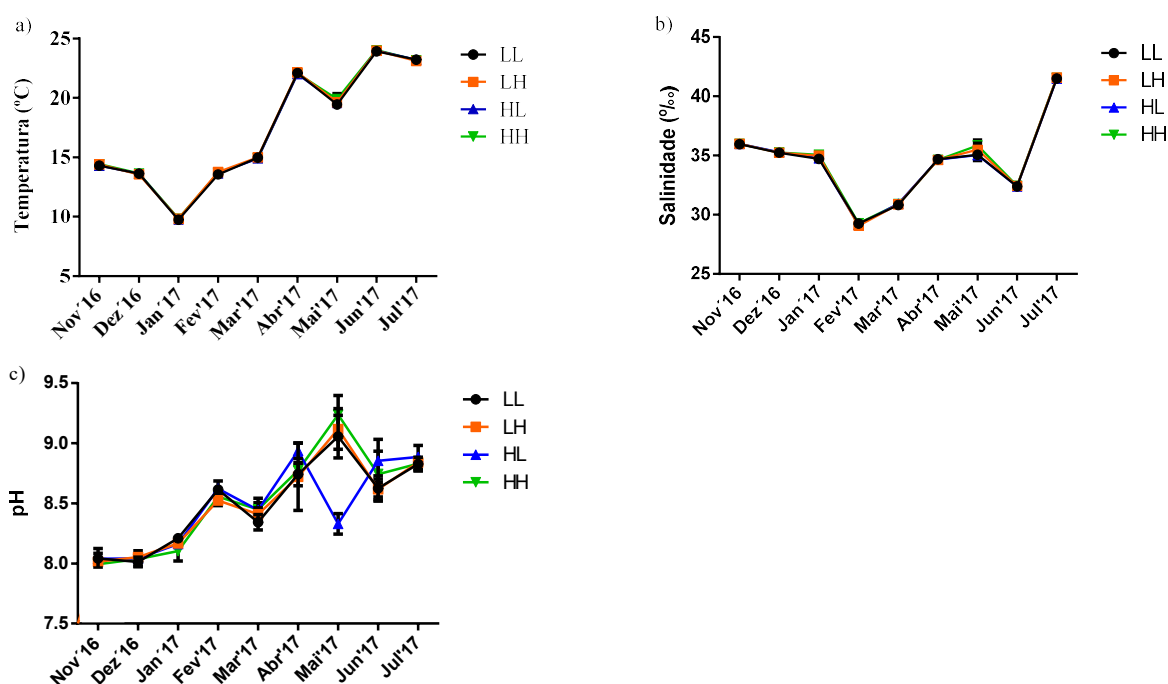 a)
Temperatura (ºC)
25
20
15
10
5
Nov´16
Dez´16
Jan´17
Fev'17
Mar'17
Abr'17
Mai'17
Jun'17
Jul'17
LL
LH
HL
HH
b)
Salinidade (‰)
45
40
35
30
25
Nov´16
Dez´16
Jan´17
Fev'17
Mar'17
Abr'17
Mai'17
Jun'17
Jul'17
LL
LH
HL
HH
c)
pH
9.5
9.0
8.5
8.0
7.5
Nov´16
Dez´16
Jan´17
Fev'17
Mar'17
Abr'17
Mai'17
Jun'17
Jul'17
LL
LH
HL
HH